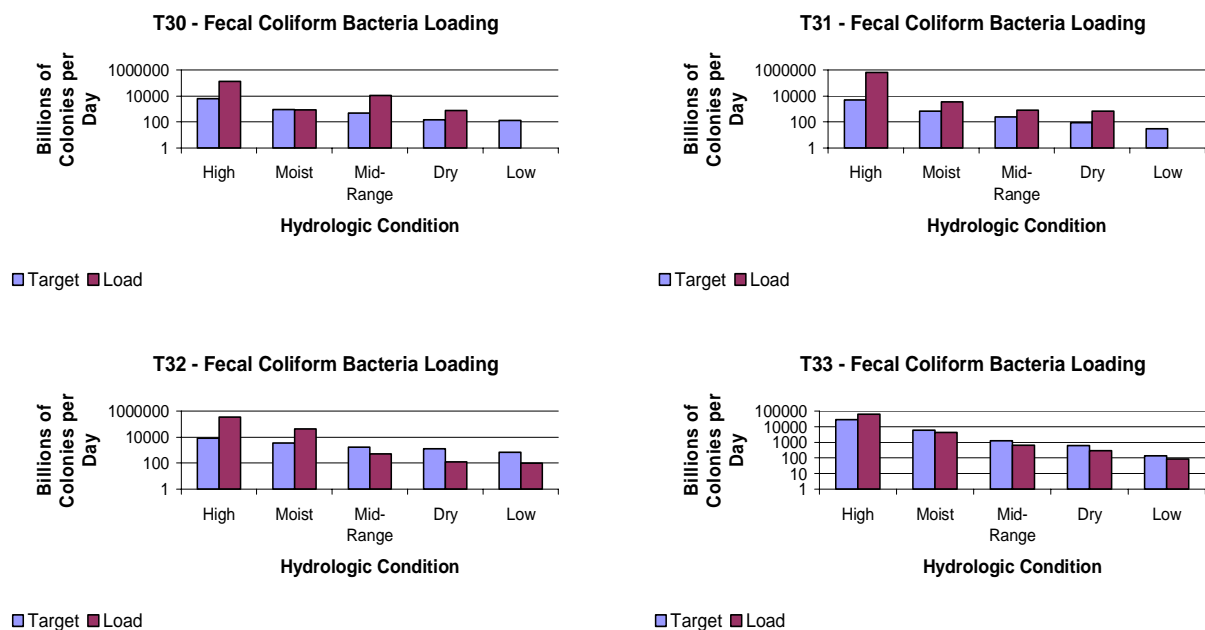 T30 - Fecal Coliform Bacteria Loading
Billions of
Colonies per
Day
1000000
10000
100
1
High
Moist
Mid-
Range
Dry
Low
Hydrologic Condition
Target
Load
T31 - Fecal Coliform Bacteria Loading
Billions of
Colonies per
Day
1000000
10000
100
1
High
Moist
Mid-
Range
Dry
Low
Hydrologic Condition
Target
Load
T32 - Fecal Coliform Bacteria Loading
Billions of
Colonies per
Day
1000000
10000
100
1
High
Moist
Mid-
Range
Dry
Low
Hydrologic Condition
Target
Load
T33 - Fecal Coliform Bacteria Loading
Billions of
Colonies per
Day
100000
10000
1000
100
10
1
High
Moist
Mid-
Range
Dry
Low
Hydrologic Condition
Target
Load